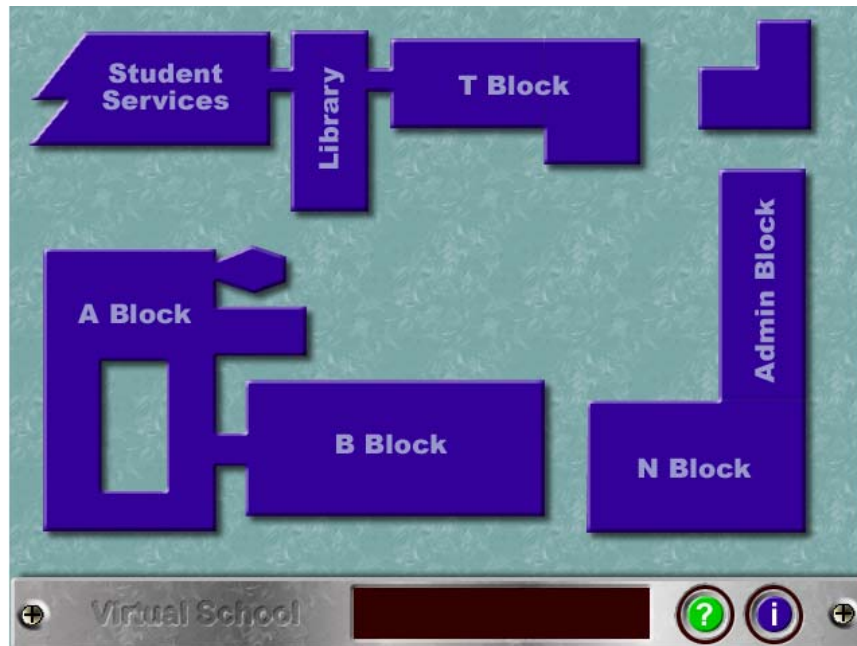 Student
Services
Library
T Block
A Block
Admin Block
B Block
N Block
Virtual School
?
i